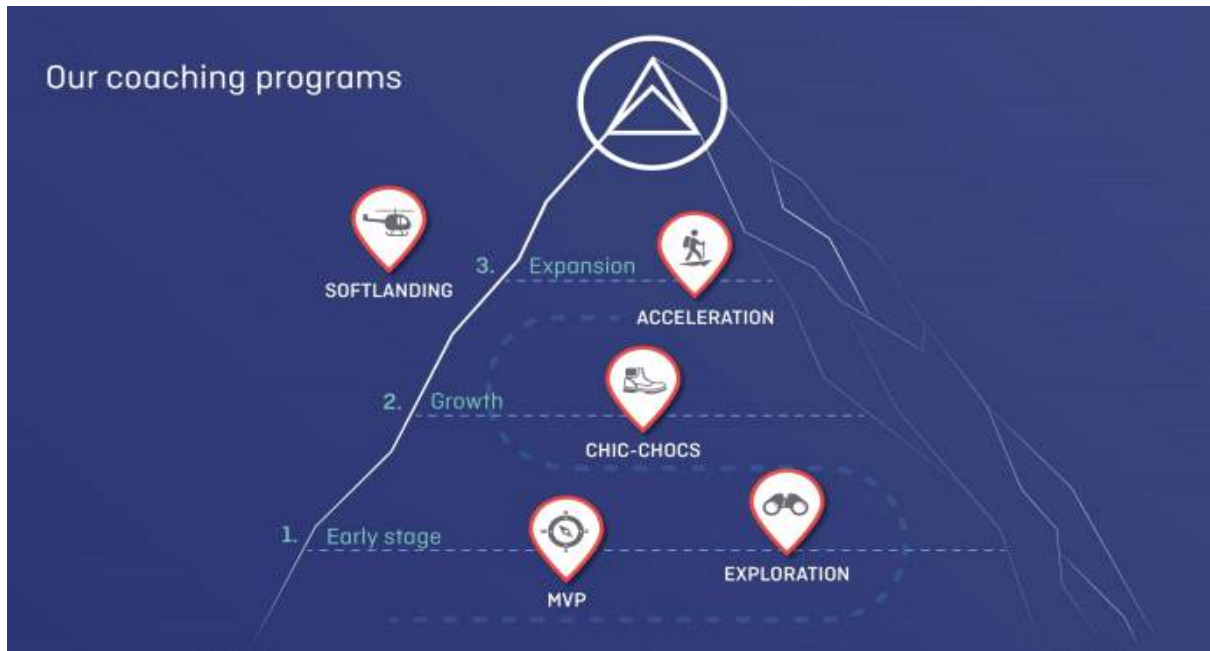 Our coaching programs
SOFTLANDING
3. Expansion
ACCELERATION
2. Growth
CHIC-CHOCS
1. Early stage
MVP
EXPLORATION